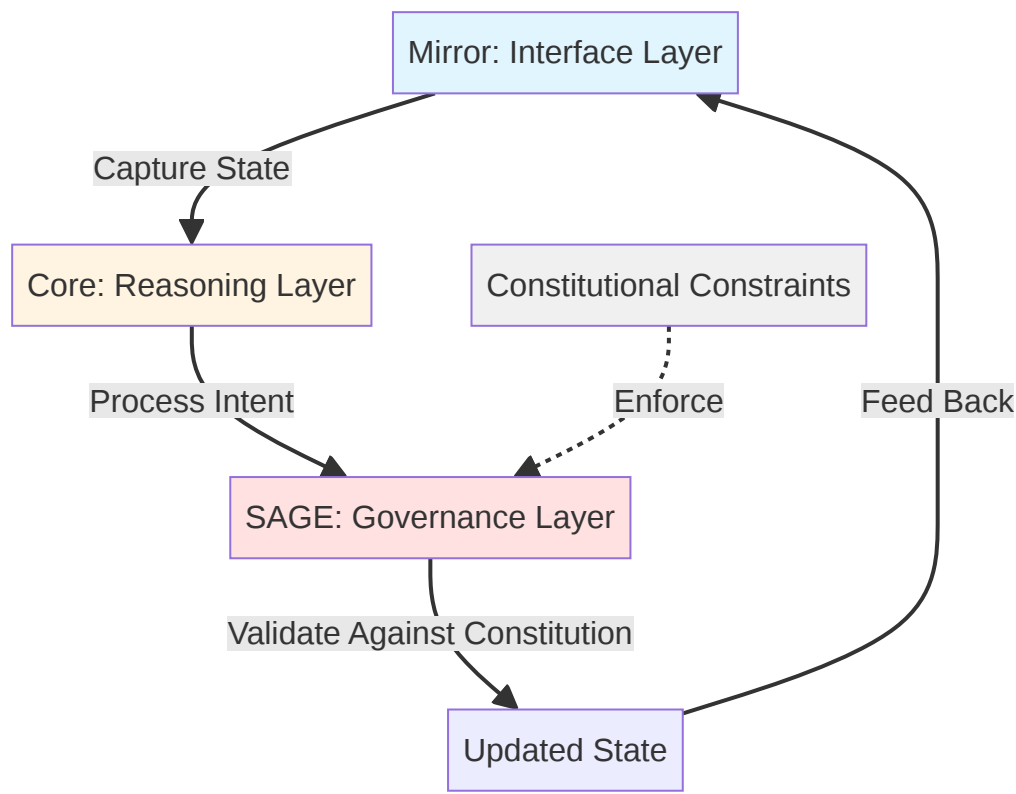 Mirror: Interface Layer
Capture State
Core: Reasoning Layer
Constitutional Constraints
Process Intent
Enforce
Feed Back
SAGE: Governance Layer
Validate Against Constitution
Updated State